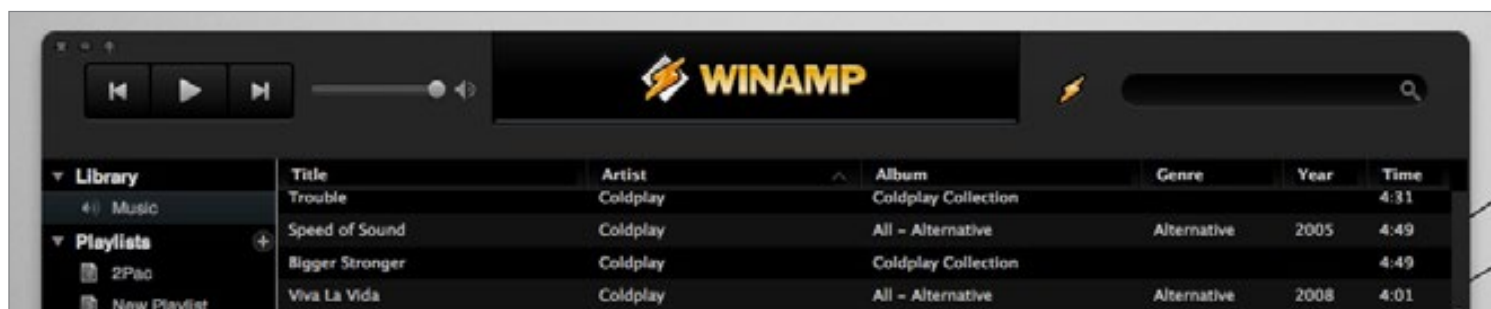 WINAMP
Library
Music
Playlists
2Pac
New Playlist
Title Artist Album Genre Year Time
Trouble Coldplay Coldplay Collection 4:31
Speed of Sound Coldplay All – Alternative Alternative 2005 4:49
Bigger Stronger Coldplay Coldplay Collection 4:49
Viva La Vida Coldplay All – Alternative Alternative 2008 4:01